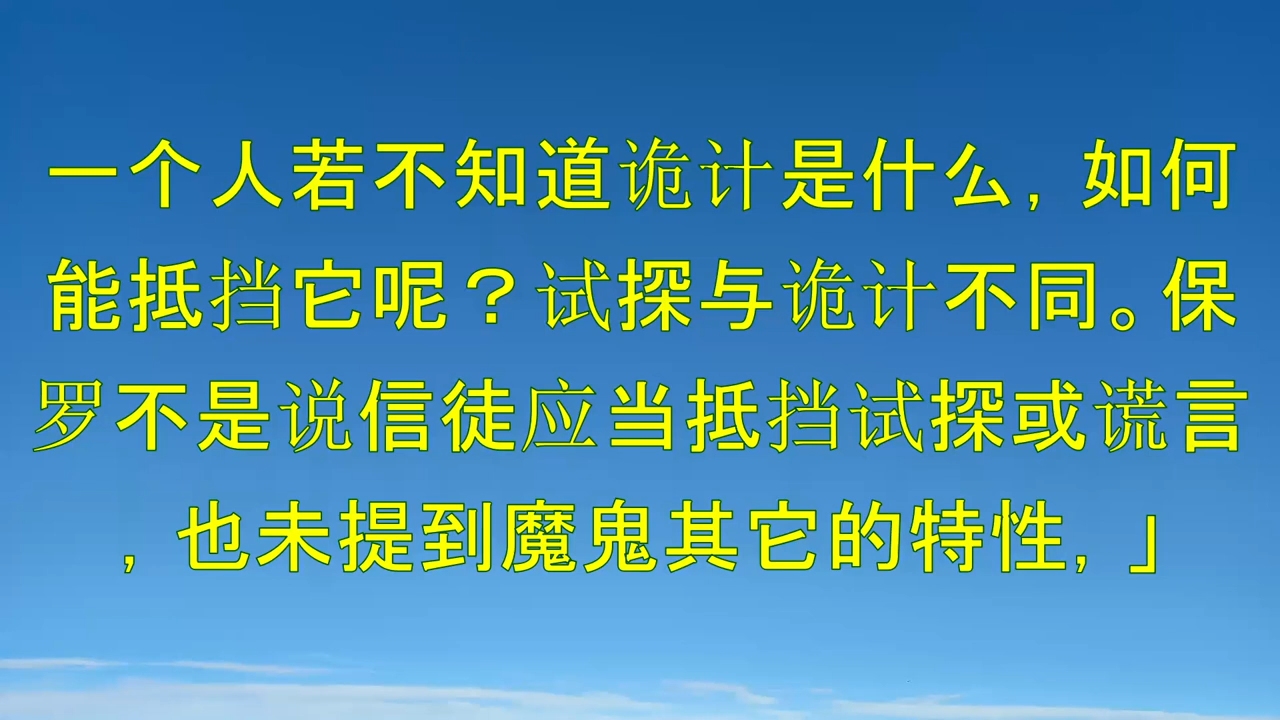 一个人若不知道诡计是什么，如何
能抵挡它呢？试探与诡计不同。保
罗不是说信徒应当抵挡试探或谎言
，也未提到魔鬼其它的特性，」